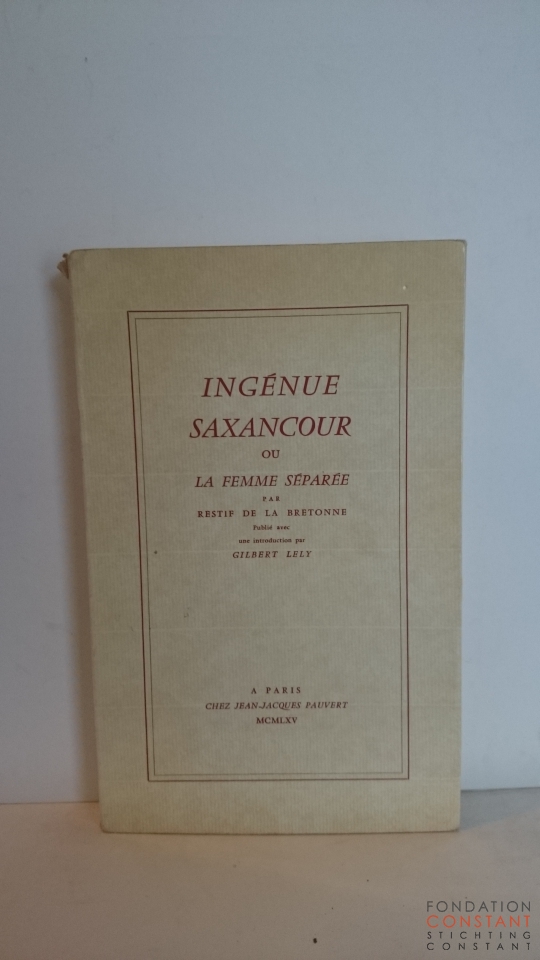 INGÉNUE
SAXANCOUR
OU
LA FEMME SÉPARÉE
PAR
RESTIF DE LA BRETONNE
Publié avec
une introduction par
GILBERT LELY
A PARIS
CHEZ JEAN-JACQUES PAUVERT
MCMLXV
FONDATION
CONSTANT
STICHTING
CONSTANT